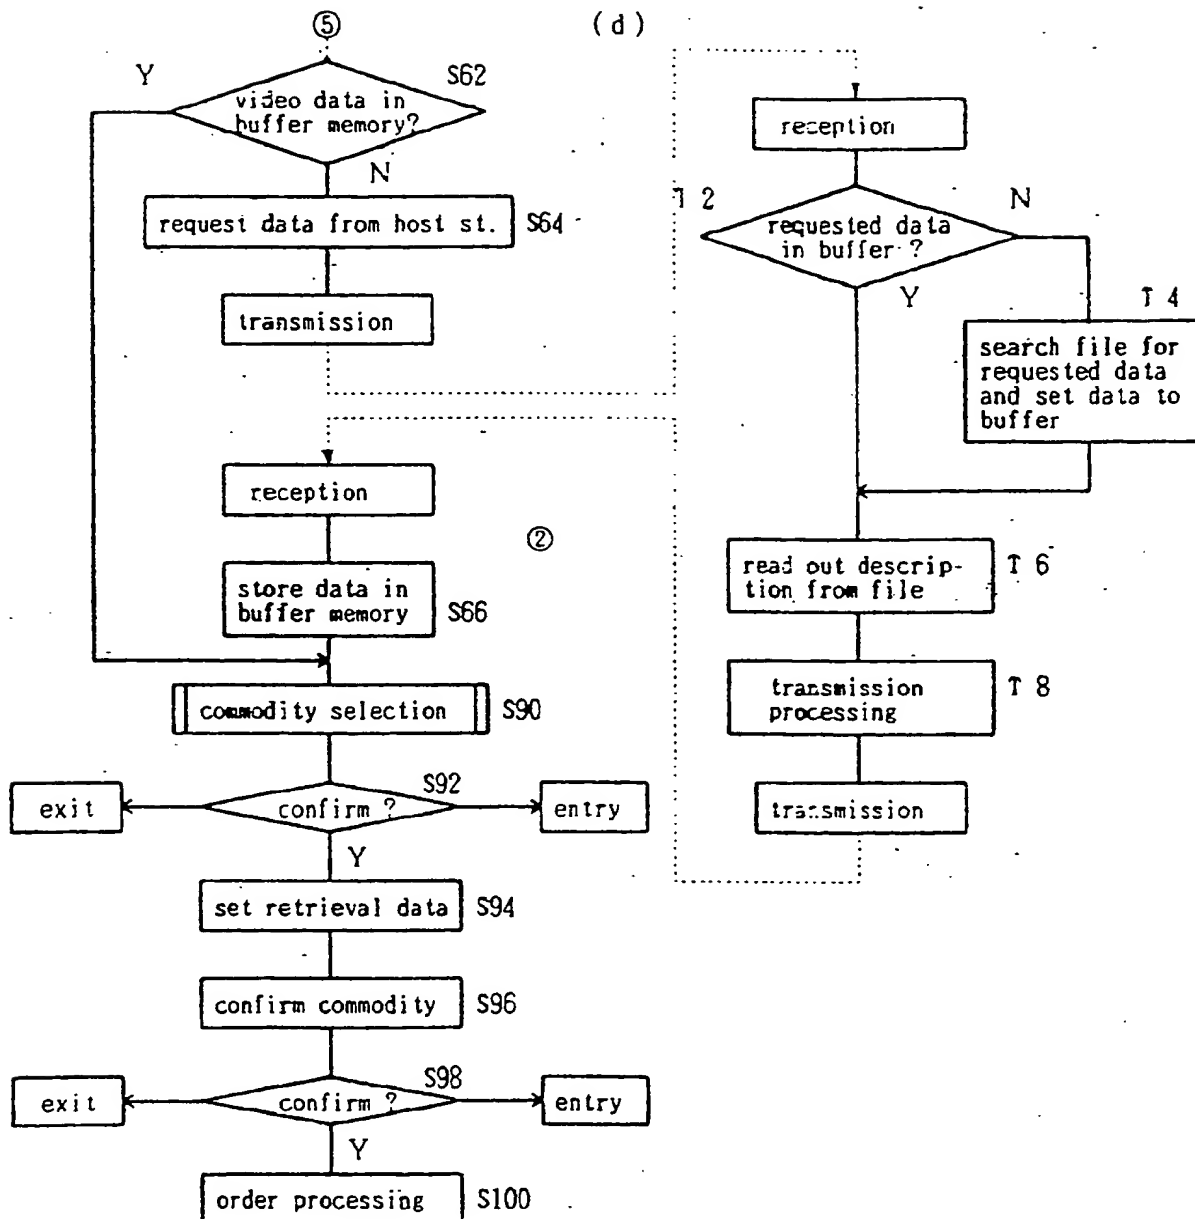 ⑤
(d)
Y
S62
video data in
buffer memory?
N
request data from host st.
S64
transmission
reception
T 2
requested data
in buffer ?
N
Y
T 4
search file for
requested data
and set data to
buffer
reception
②
store data in
buffer memory
S66
read out descrip-
tion from file
T 6
transmission
processing
T 8
transmission
commodity selection
S90
S92
exit
confirm ?
entry
Y
set retrieval data
S94
confirm commodity
S96
S98
exit
confirm ?
entry
Y
order processing
S100